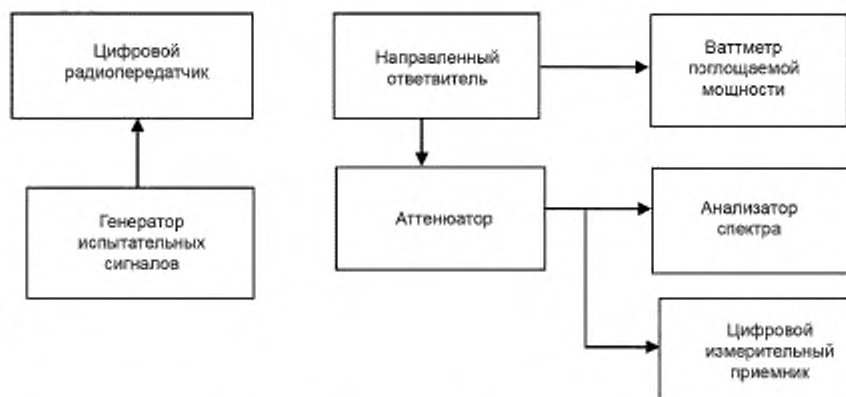 Цифровой
радиопередатчик
Направленный
ответвитель
Ваттметр
поглощаемой
мощности
Генератор
испытательных
сигналов
Аттенюатор
Анализатор
спектра
Цифровой
измерительный
приемник